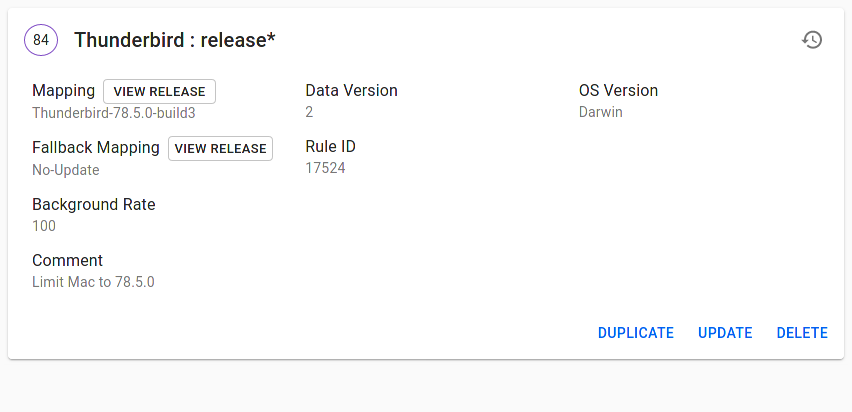 84 Thunderbird : release*
Mapping VIEW RELEASE
Thunderbird-78.5.0-build3
Fallback Mapping VIEW RELEASE
No-Update
Background Rate
100
Comment
Limit Mac to 78.5.0
Data Version
2
Rule ID
17524
OS Version
Darwin
DUPLICATE UPDATE DELETE